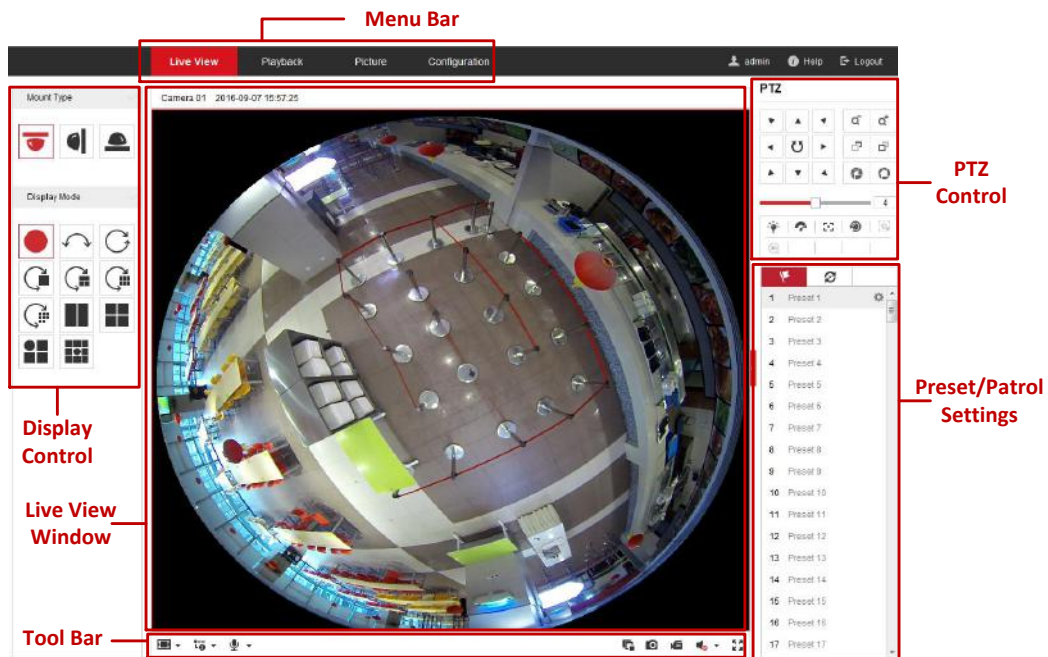 Menu Bar
Live View Playback Picture Configuration admin Help Logout
Mount Type
Camera 01 2016-09-07 15:57:25
PTZ
4
PTZ
Control
Display Mode
1 Preset 1
2 Preset 2
3 Preset 3
4 Preset 4
5 Preset 5
6 Preset 6
7 Preset 7
8 Preset 8
9 Preset 9
10 Preset 10
11 Preset 11
12 Preset 12
13 Preset 13
14 Preset 14
15 Preset 15
16 Preset 16
17 Preset 17
Preset/Patrol
Settings
Display
Control
Live View
Window
Tool Bar